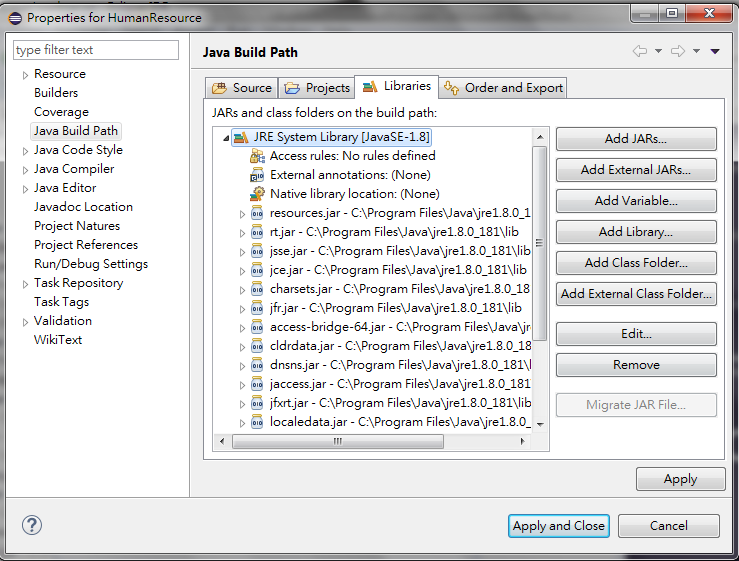 Properties for HumanResource
type filter text
Resource
Builders
Coverage
Java Build Path
Java Code Style
Java Compiler
Java Editor
Javadoc Location
Project Natures
Project References
Run/Debug Settings
Task Repository
Task Tags
Validation
WikiText
Java Build Path
Source
Projects
Libraries
Order and Export
JARs and class folders on the build path:
JRE System Library [JavaSE-1.8]
Access rules: No rules defined
External annotations: (None)
Native library location: (None)
resources.jar - C:\Program Files\Java\jre1.8.0_1
rt.jar - C:\Program Files\Java\jre1.8.0_181\lib
jsse.jar - C:\Program Files\Java\jre1.8.0_181\lib
jce.jar - C:\Program Files\Java\jre1.8.0_181\lib
charsets.jar - C:\Program Files\Java\jre1.8.0_18
jfr.jar - C:\Program Files\Java\jre1.8.0_181\lib
access-bridge-64.jar - C:\Program Files\Java\jre
cldrdata.jar - C:\Program Files\Java\jre1.8.0_18
dnsns.jar - C:\Program Files\Java\jre1.8.0_181\l
jaccess.jar - C:\Program Files\Java\jre1.8.0_181
jfxrt.jar - C:\Program Files\Java\jre1.8.0_181\lib
localedata.jar - C:\Program Files\Java\jre1.8.0_
Add JARs...
Add External JARs...
Add Variable...
Add Library...
Add Class Folder...
Add External Class Folder...
Edit...
Remove
Migrate JAR File...
Apply
Apply and Close
Cancel